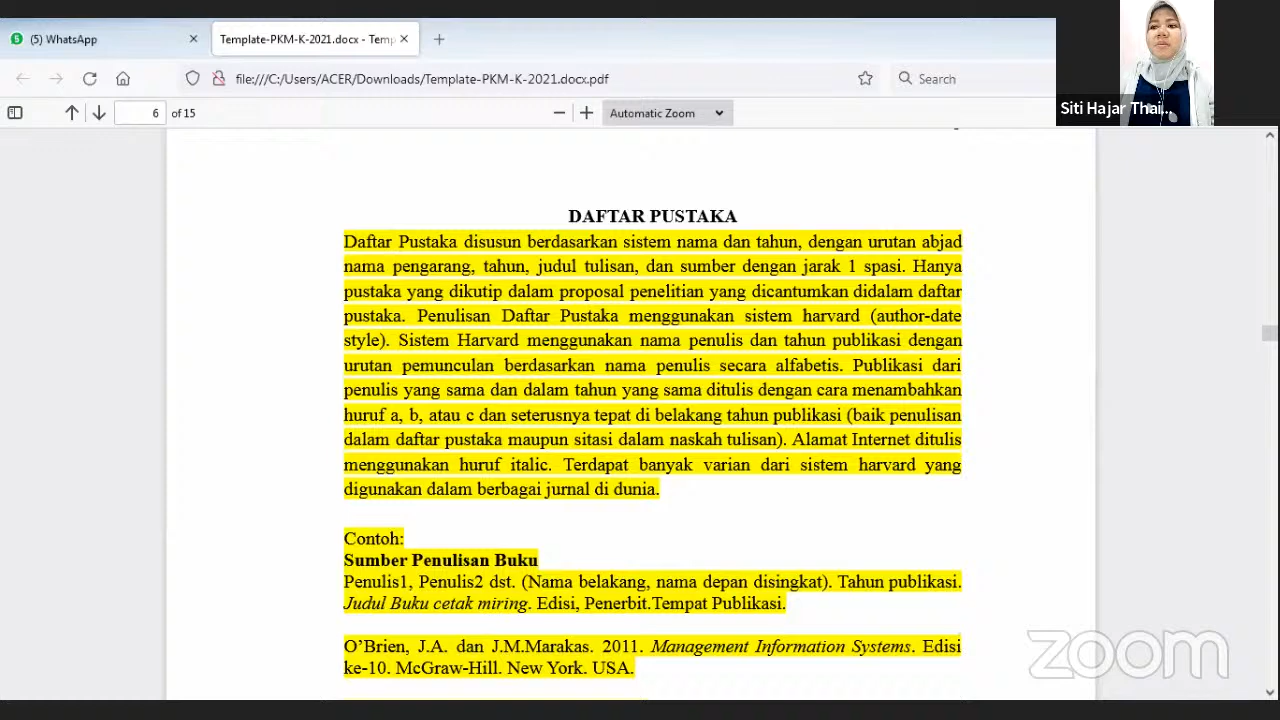 (5) WhatsApp
Template-PKM-K-2021.docx - Temp
file:///C:/Users/ACER/Downloads/Template-PKM-K-2021.docx.pdf
Search
Siti Hajar Thai...
6 of 15
Automatic Zoom
DAFTAR PUSTAKA
Daftar Pustaka disusun berdasarkan sistem nama dan tahun, dengan urutan abjad
nama pengarang, tahun, judul tulisan, dan sumber dengan jarak 1 spasi. Hanya
pustaka yang dikutip dalam proposal penelitian yang dicantumkan didalam daftar
pustaka. Penulisan Daftar Pustaka menggunakan sistem harvard (author-date
style). Sistem Harvard menggunakan nama penulis dan tahun publikasi dengan
urutan pemunculan berdasarkan nama penulis secara alfabetis. Publikasi dari
penulis yang sama dan dalam tahun yang sama ditulis dengan cara menambahkan
huruf a, b, atau c dan seterusnya tepat di belakang tahun publikasi (baik penulisan
dalam daftar pustaka maupun sitasi dalam naskah tulisan). Alamat Internet ditulis
menggunakan huruf italic. Terdapat banyak varian dari sistem harvard yang
digunakan dalam berbagai jurnal di dunia.
Contoh:
Sumber Penulisan Buku
Penulis1, Penulis2 dst. (Nama belakang, nama depan disingkat). Tahun publikasi.
Judul Buku cetak miring. Edisi, Penerbit.Tempat Publikasi.
O’Brien, J.A. dan J.M.Marakas. 2011. Management Information Systems. Edisi
ke-10. McGraw-Hill. New York. USA.
zoom